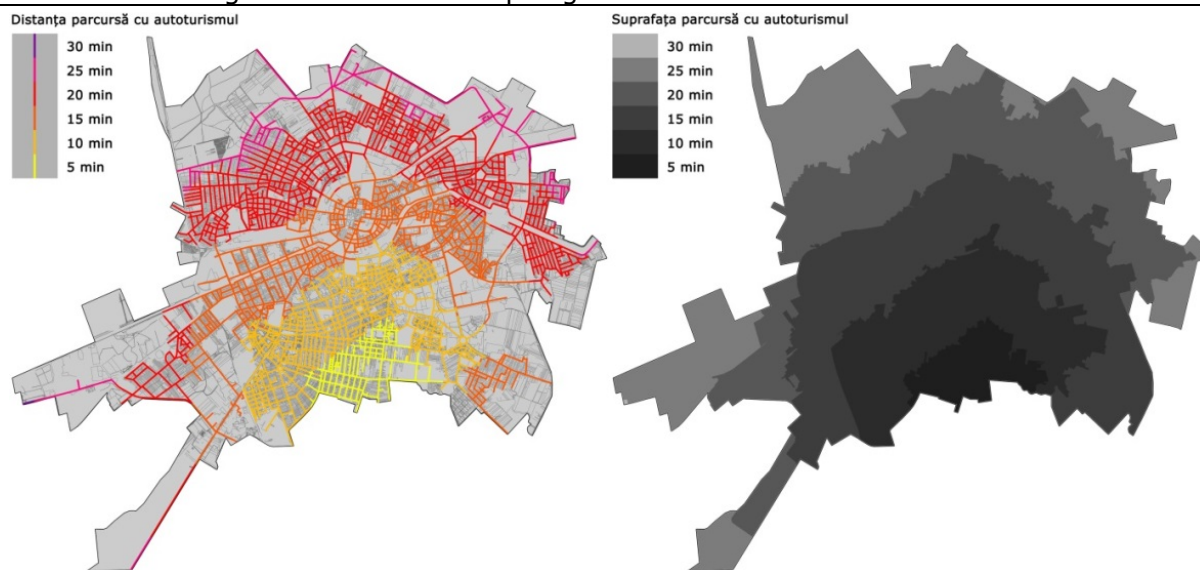 Distanța parcursă cu autoturismul
30 min
25 min
20 min
15 min
10 min
5 min
Suprafața parcursă cu autoturismul
30 min
25 min
20 min
15 min
10 min
5 min